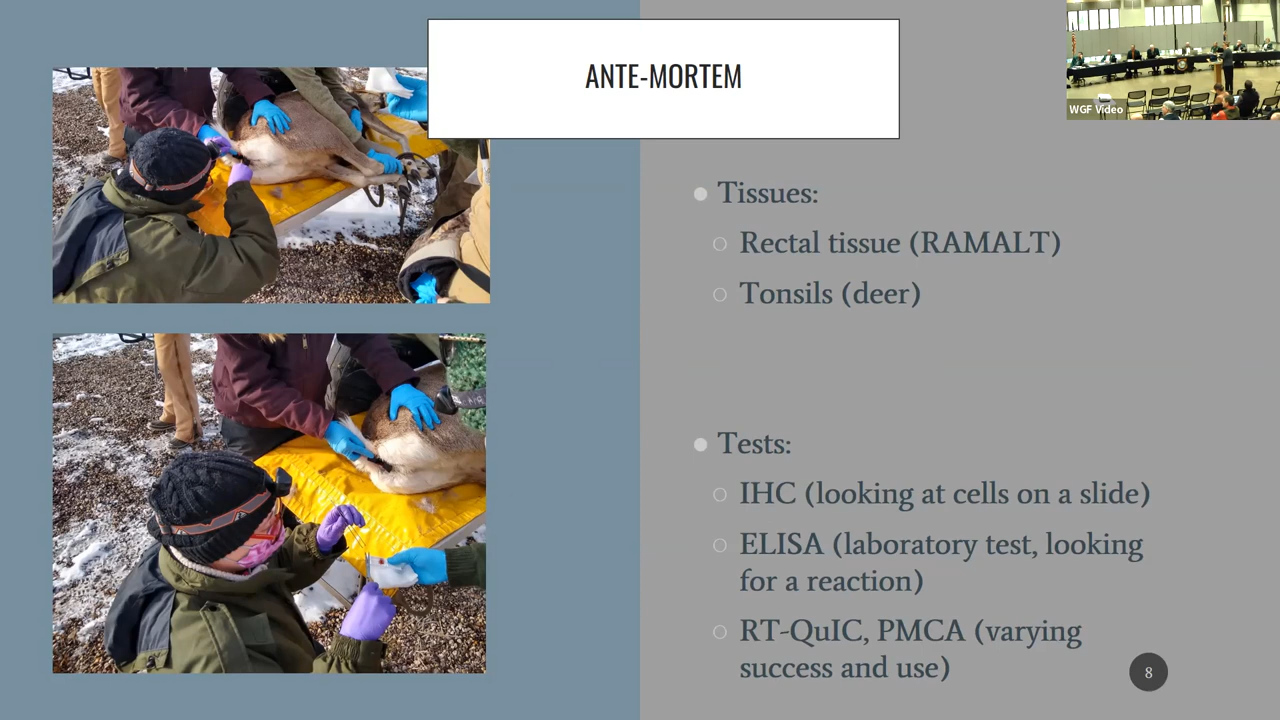 ANTE-MORTEM
WGF Video
Tissues:
Rectal tissue (RAMALT)
Tonsils (deer)
Tests:
IHC (looking at cells on a slide)
ELISA (laboratory test, looking
for a reaction)
RT-QuIC, PMCA (varying
success and use)
8